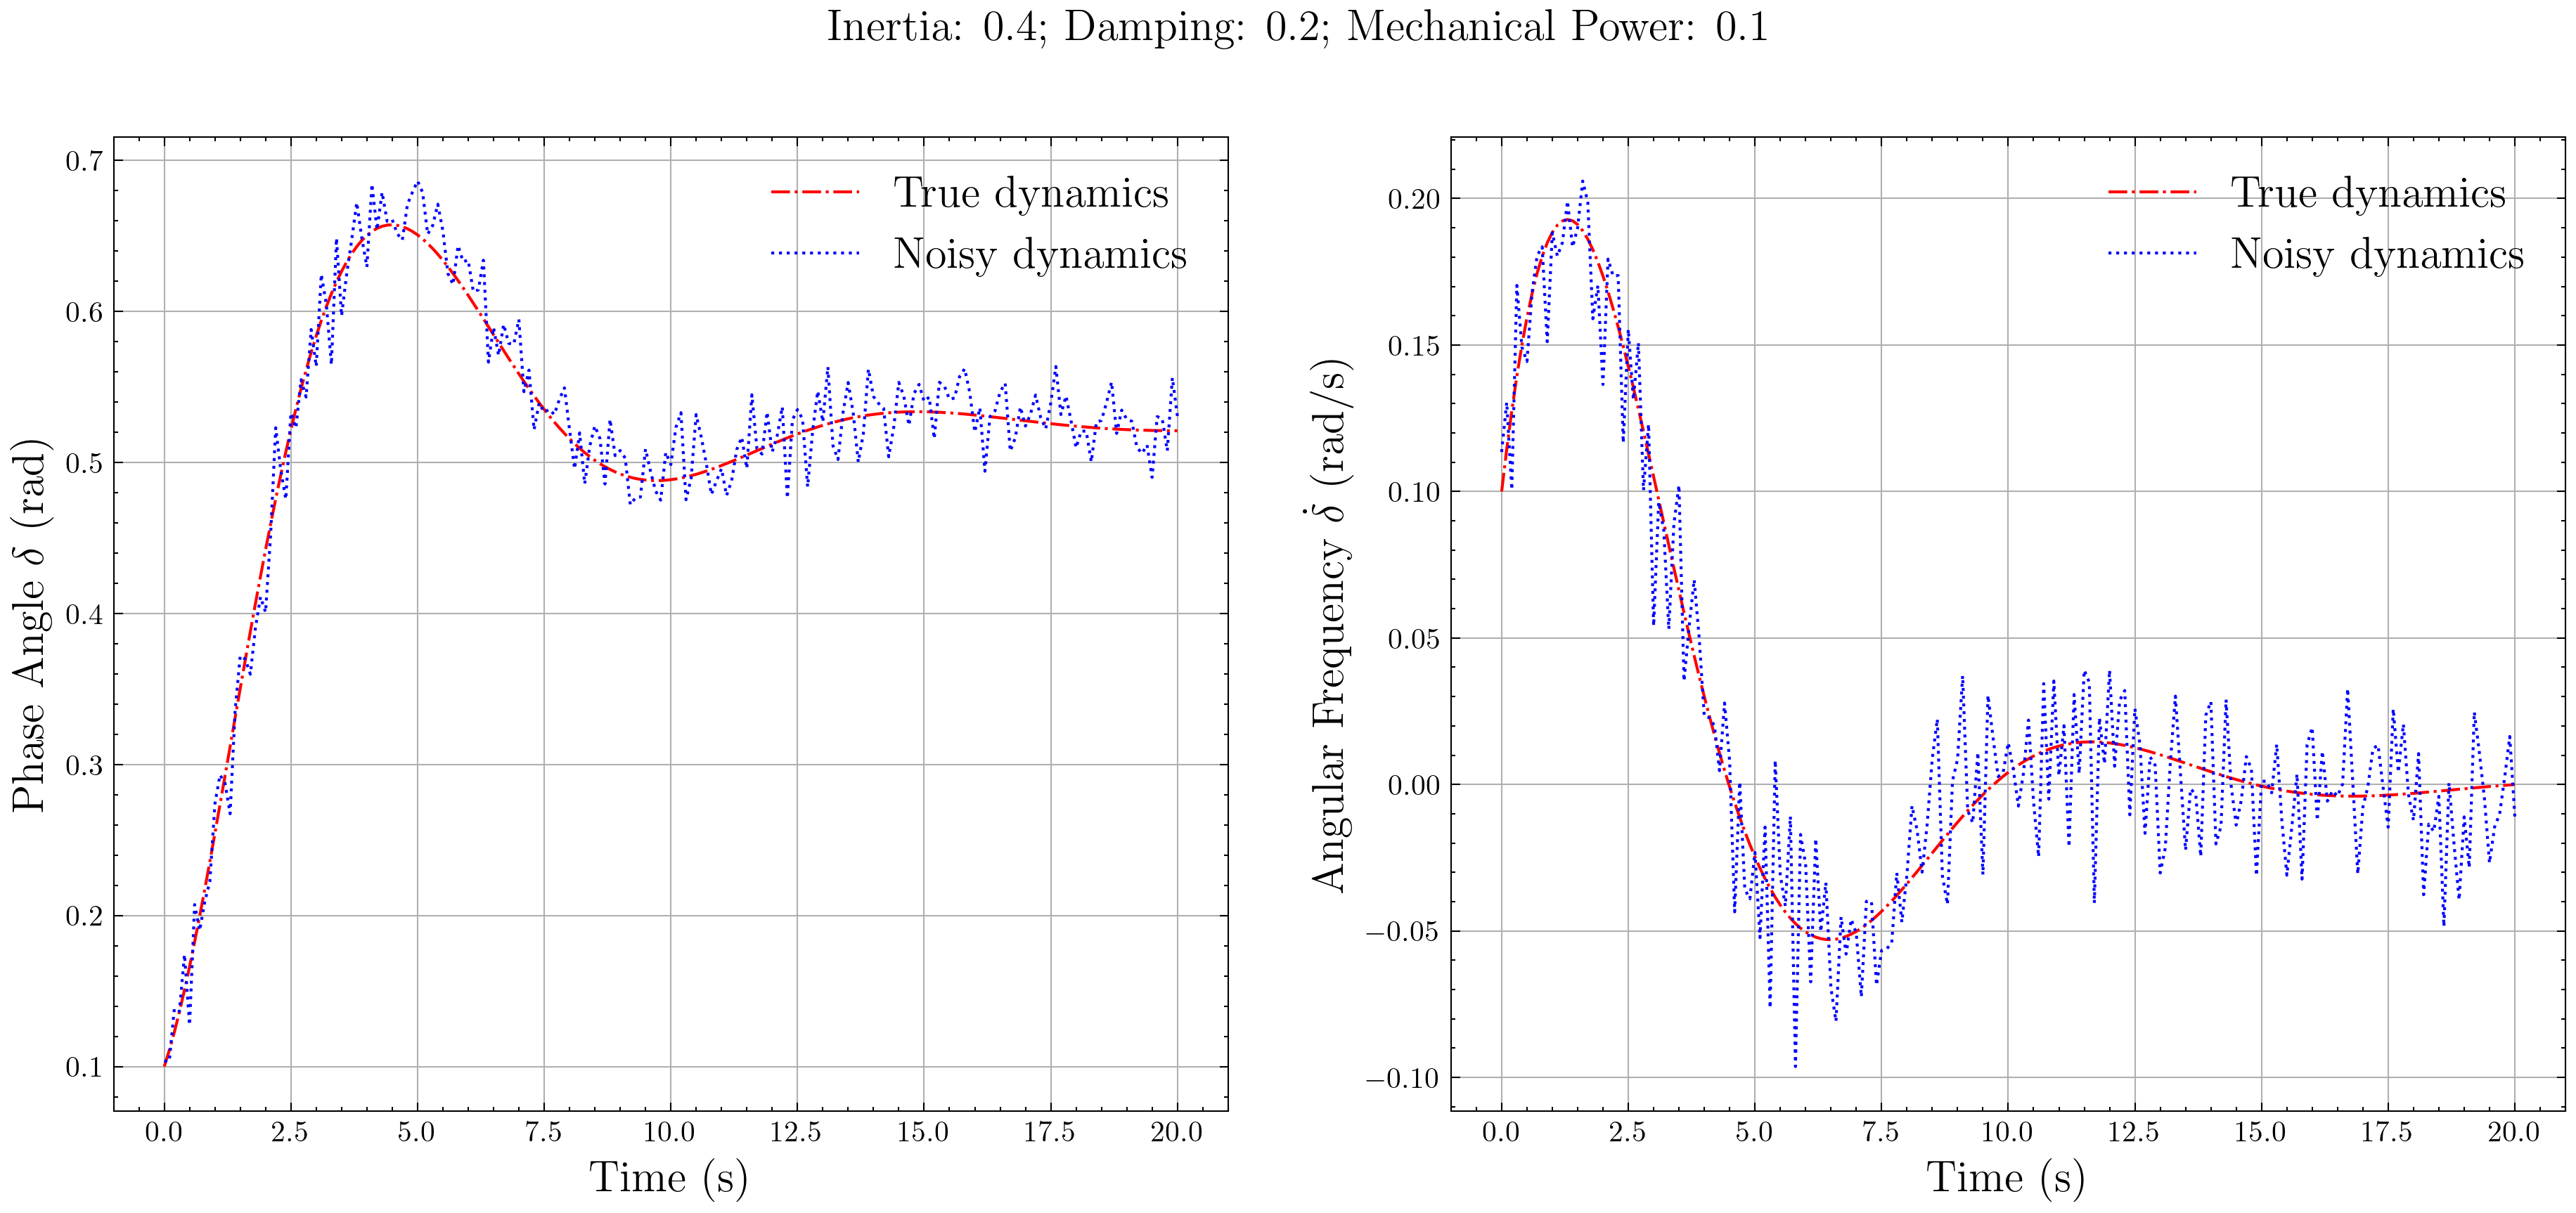 Inertia: 0.4; Damping: 0.2; Mechanical Power: 0.1
Phase Angle δ (rad)
0.7
0.6
0.5
0.4
0.3
0.2
0.1
True dynamics
Noisy dynamics
0.0 2.5 5.0 7.5 10.0 12.5 15.0 17.5 20.0
Time (s)
Angular Frequency δ̇ (rad/s)
0.20
0.15
0.10
0.05
0.00
−0.05
−0.10
True dynamics
Noisy dynamics
0.0 2.5 5.0 7.5 10.0 12.5 15.0 17.5 20.0
Time (s)